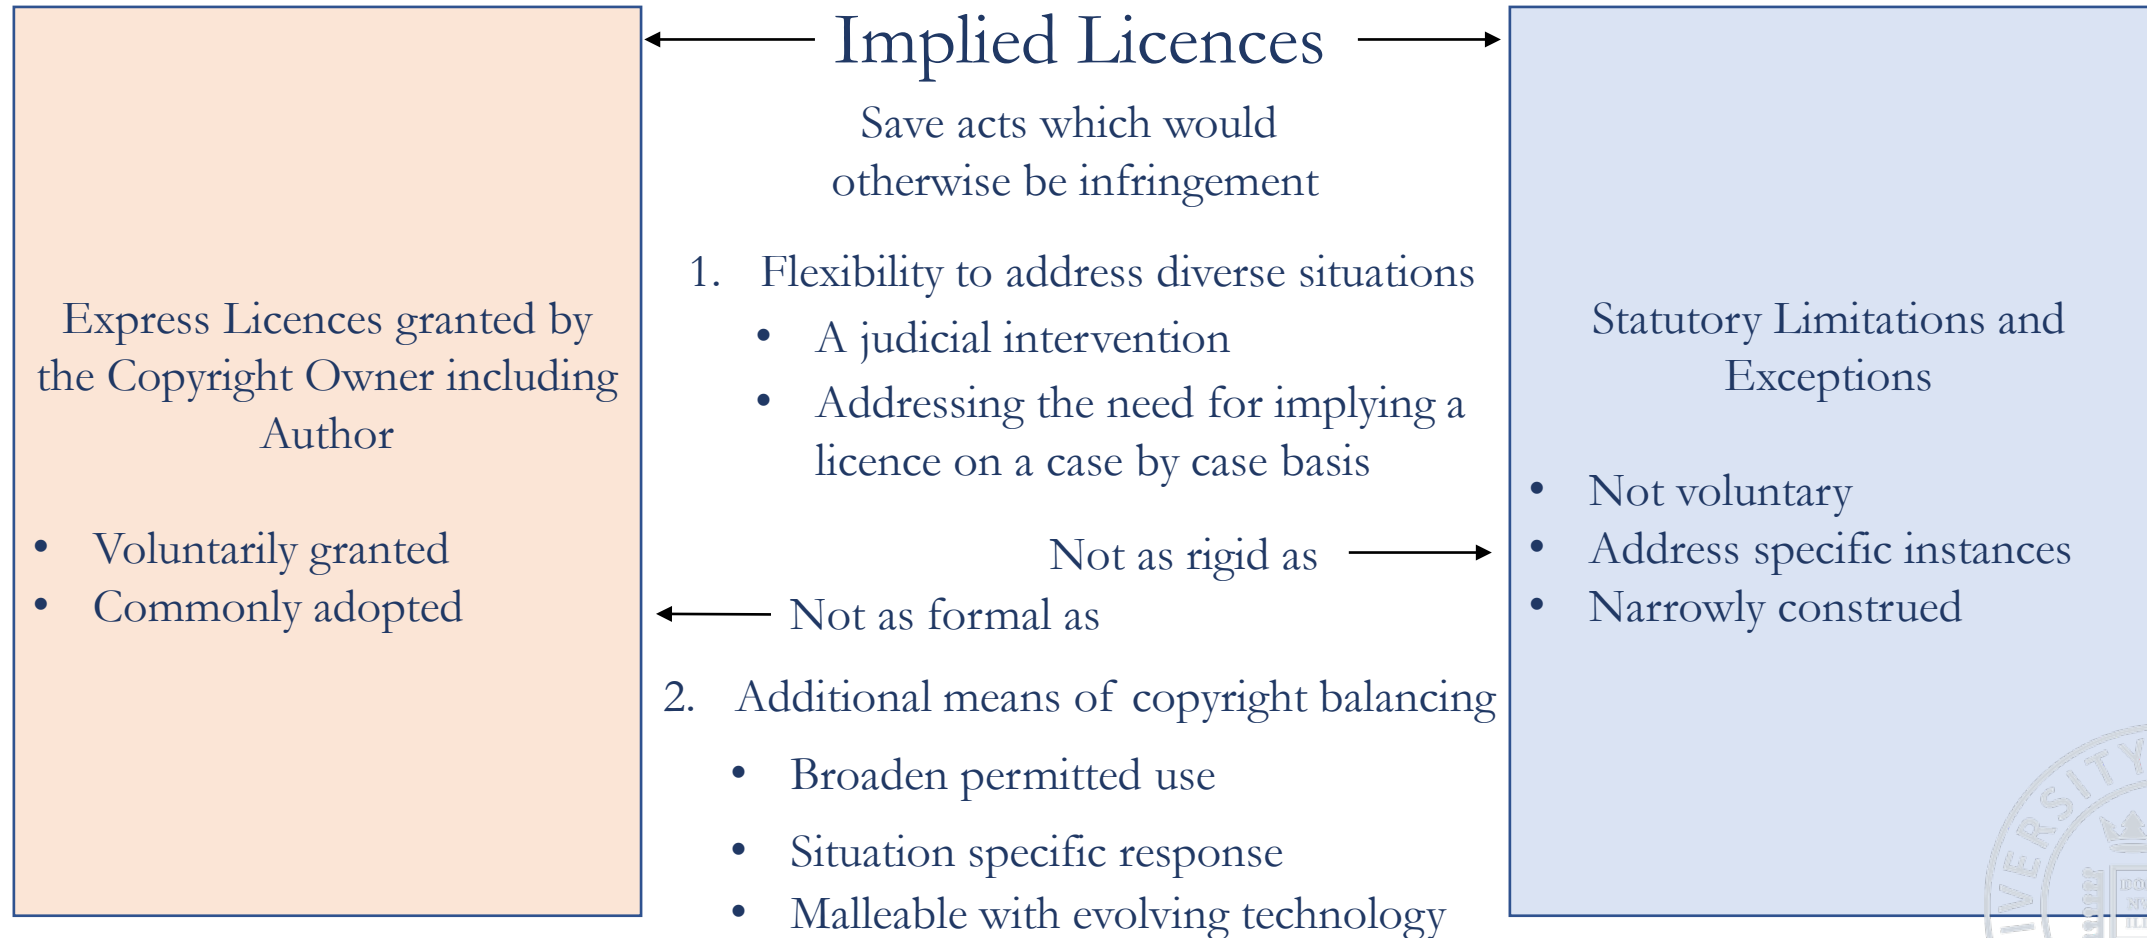 Implied Licences
Save acts which would
otherwise be infringement
Express Licences granted by
the Copyright Owner including
Author
• Voluntarily granted
• Commonly adopted
1. Flexibility to address diverse situations
• A judicial intervention
• Addressing the need for implying a
licence on a case by case basis
Not as rigid as
Not as formal as
2. Additional means of copyright balancing
• Broaden permitted use
• Situation specific response
• Malleable with evolving technology
Statutory Limitations and
Exceptions
• Not voluntary
• Address specific instances
• Narrowly construed